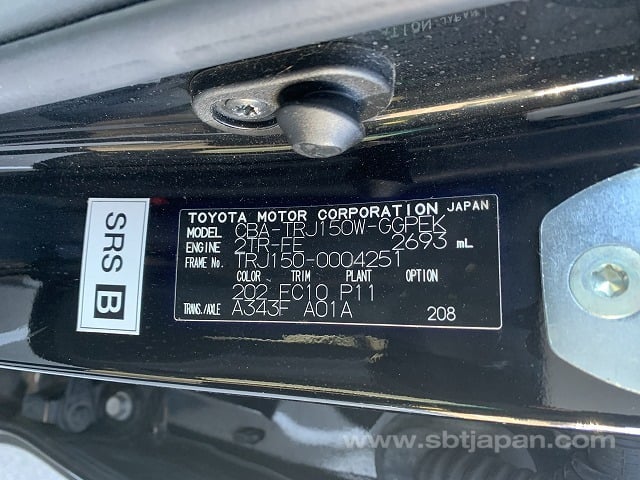 TOYOTA MOTOR CORPORATION JAPAN
MODEL CBA-TRJ150W-GGPEK
ENGINE 2TR-FE 2693 mL
FRAME No. TRJ150-0004251
COLOR TRIM PLANT OPTION
202 FC10 P11
TRANS./AXLE A343F A01A
208
SRS B
www.sbtjapan.com